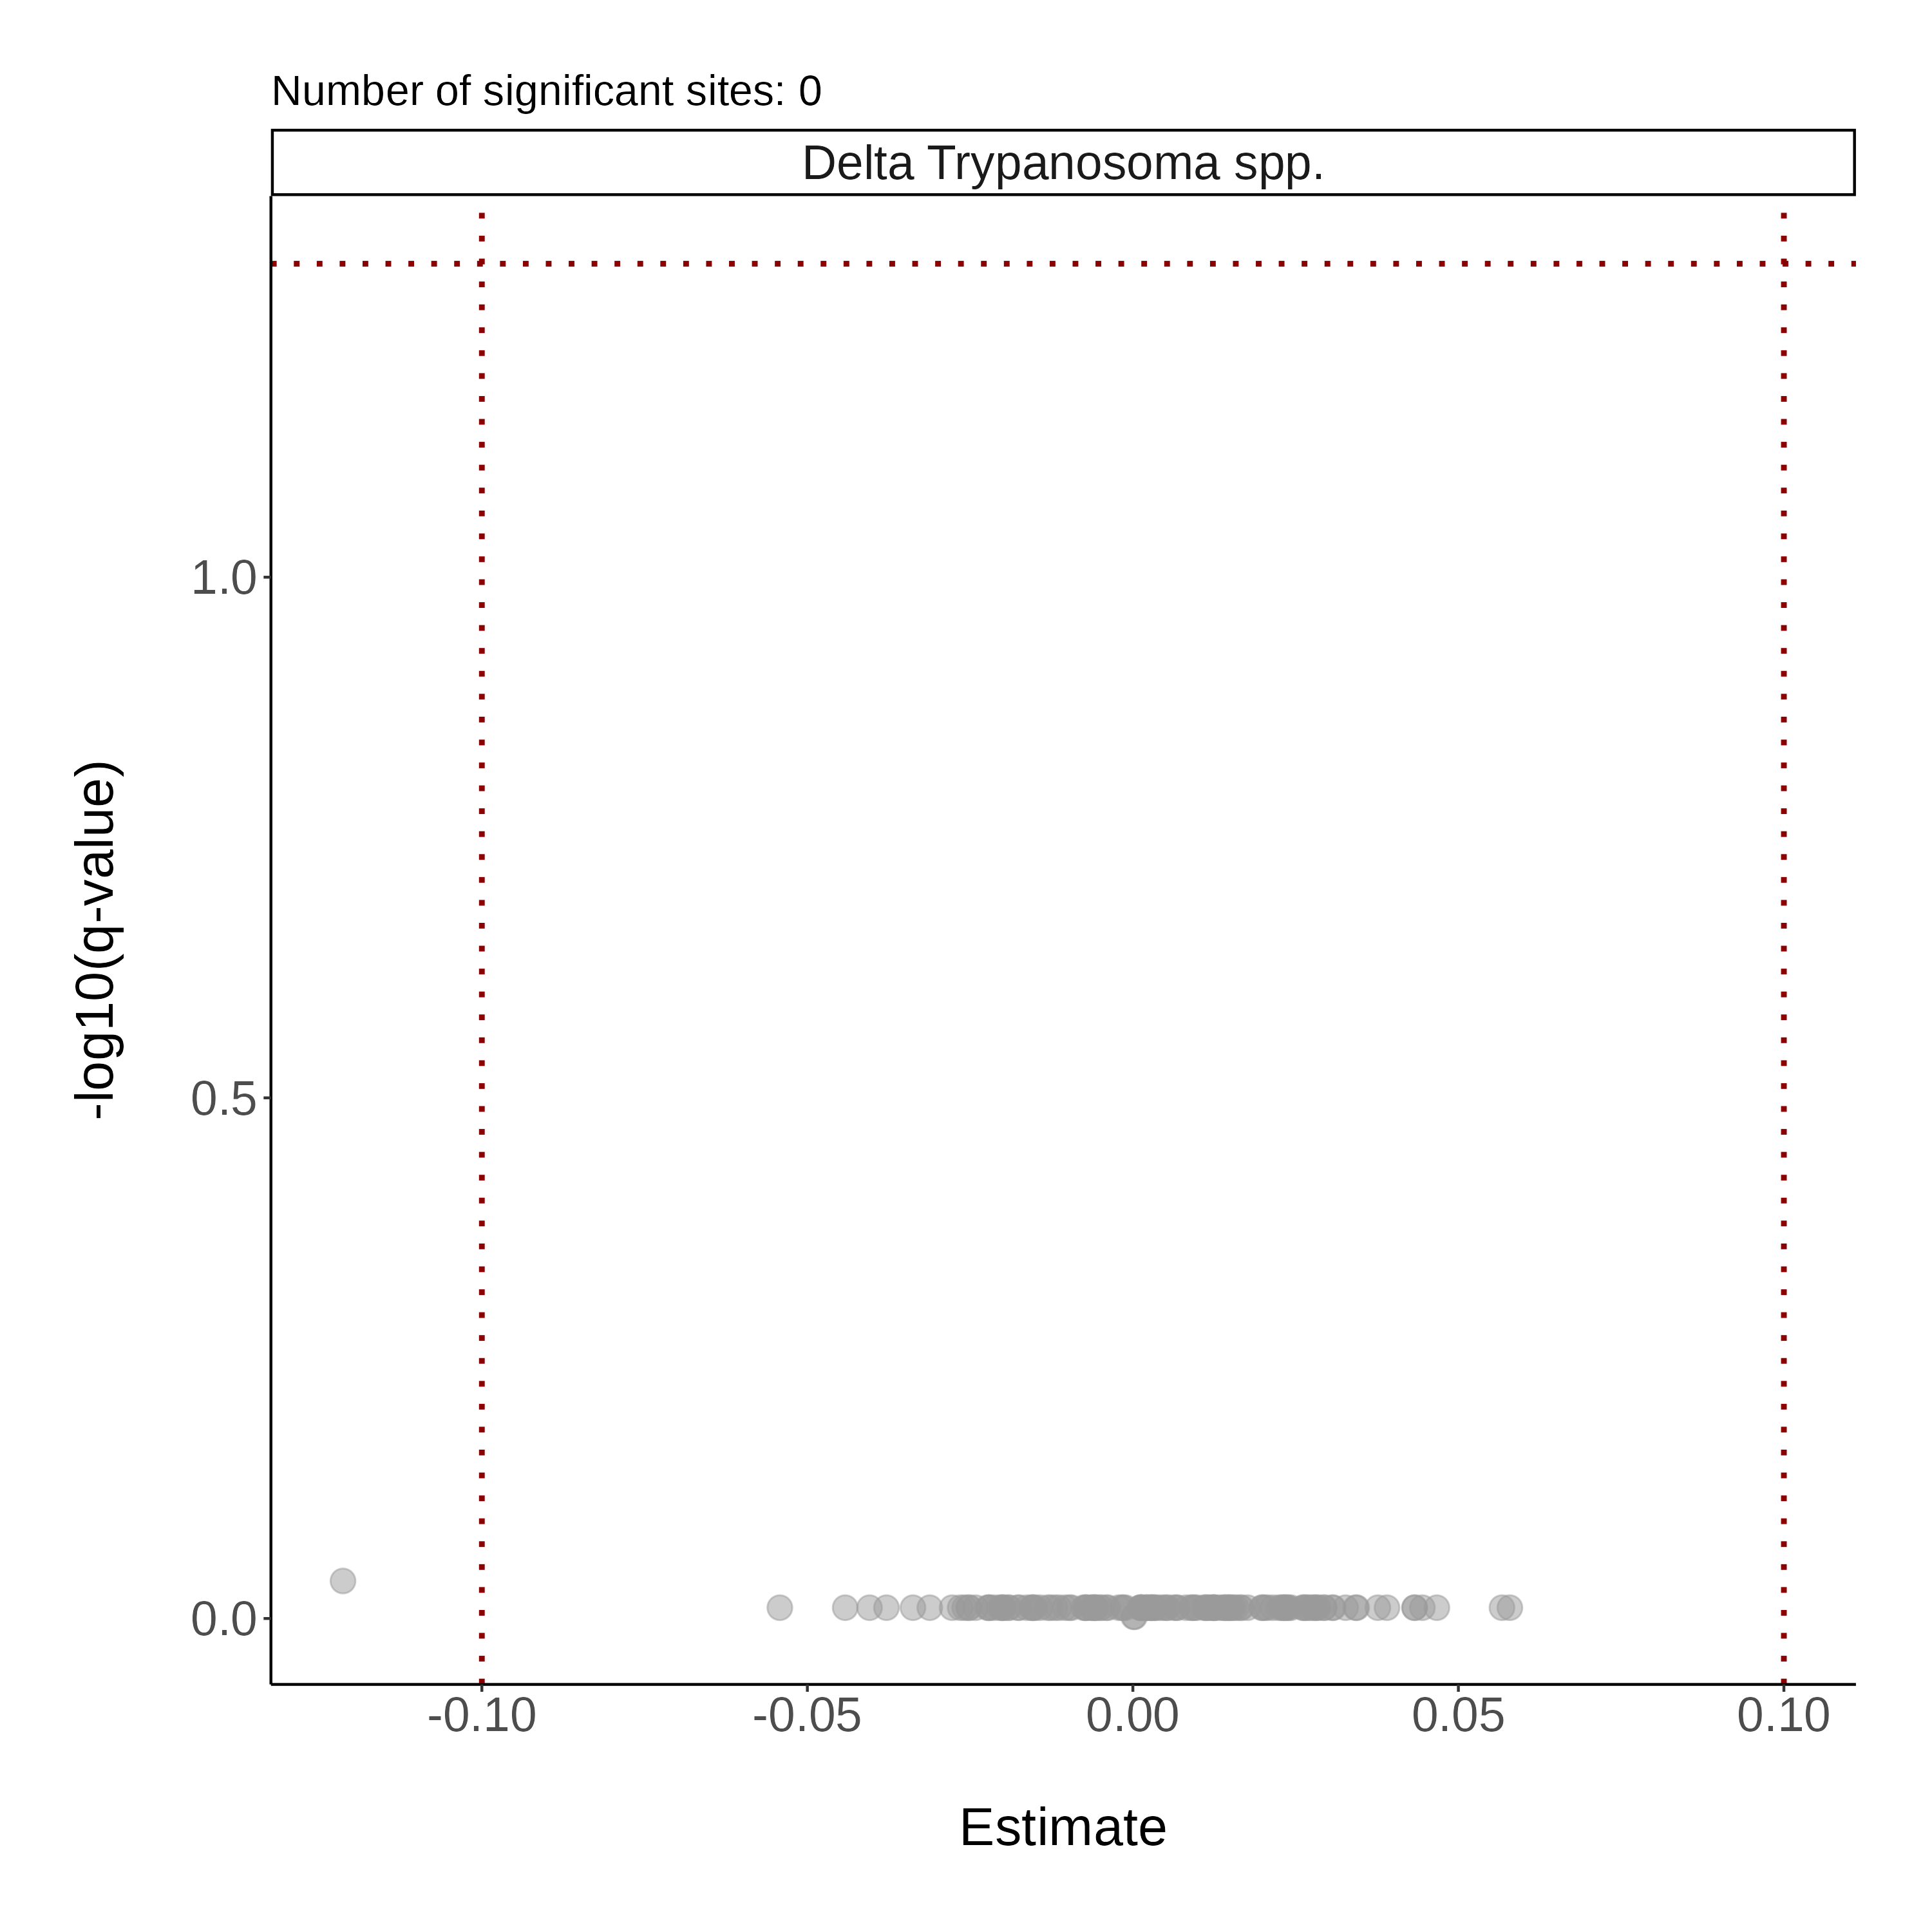 Number of significant sites: 0
Delta Trypanosoma spp.
1.0
0.5
0.0
-log10(q-value)
-0.10
-0.05
0.00
0.05
0.10
Estimate